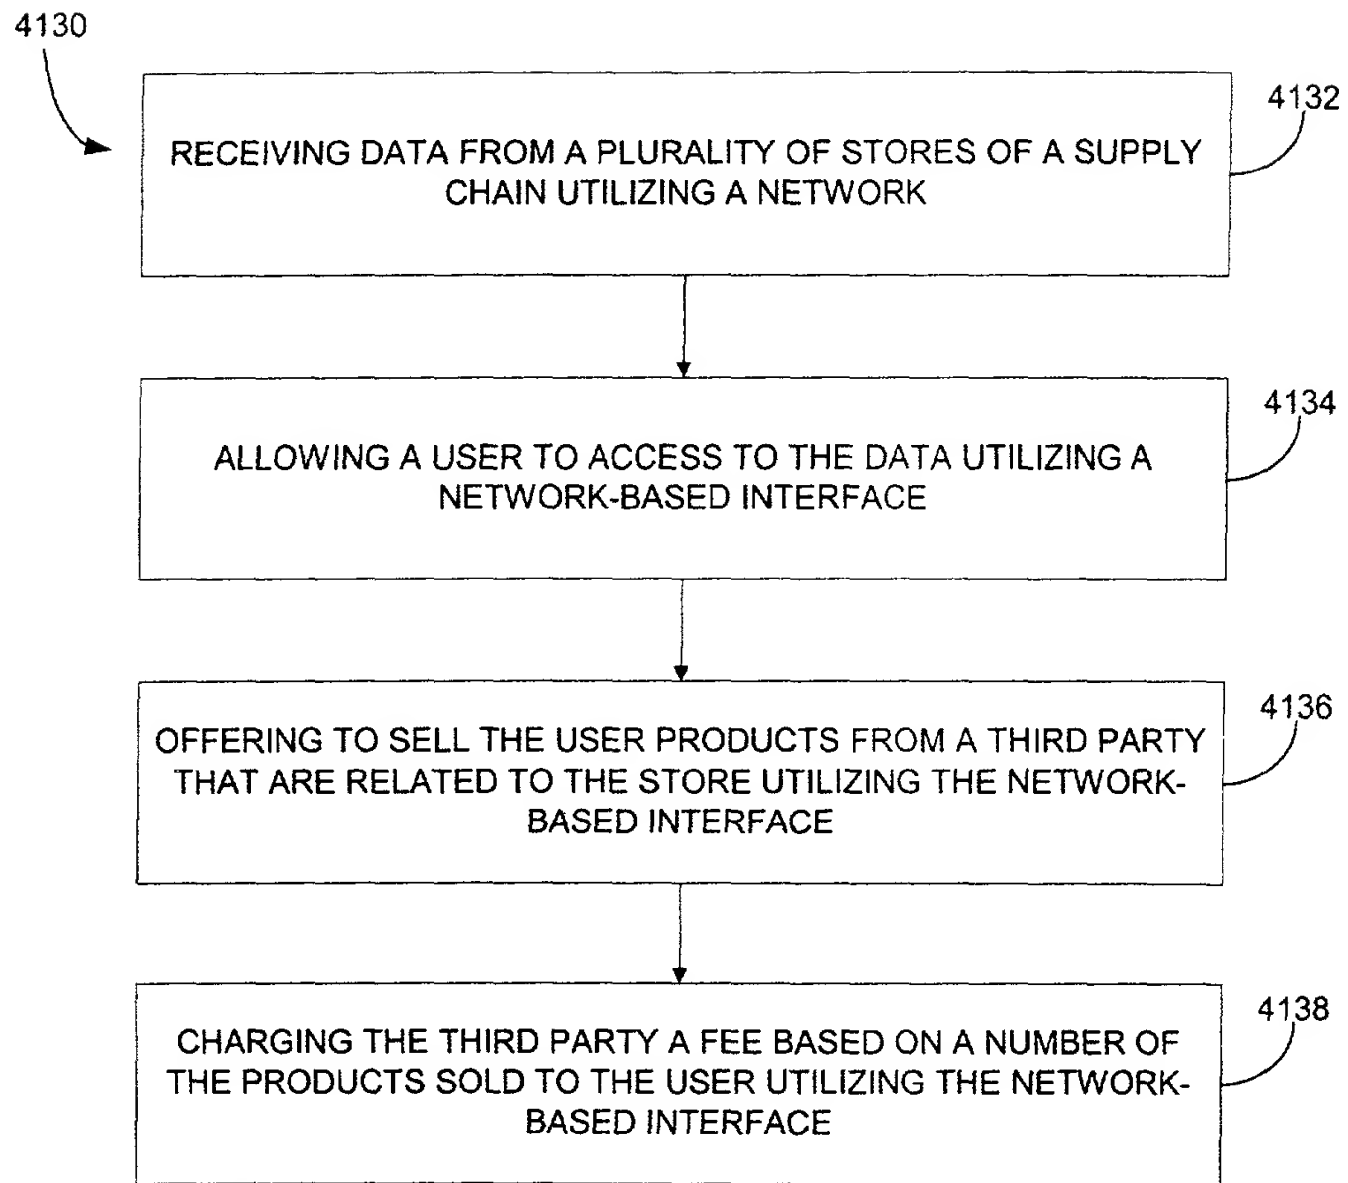 4130
4132
RECEIVING DATA FROM A PLURALITY OF STORES OF A SUPPLY
CHAIN UTILIZING A NETWORK
4134
ALLOWING A USER TO ACCESS TO THE DATA UTILIZING A
NETWORK-BASED INTERFACE
4136
OFFERING TO SELL THE USER PRODUCTS FROM A THIRD PARTY
THAT ARE RELATED TO THE STORE UTILIZING THE NETWORK-
BASED INTERFACE
4138
CHARGING THE THIRD PARTY A FEE BASED ON A NUMBER OF
THE PRODUCTS SOLD TO THE USER UTILIZING THE NETWORK-
BASED INTERFACE